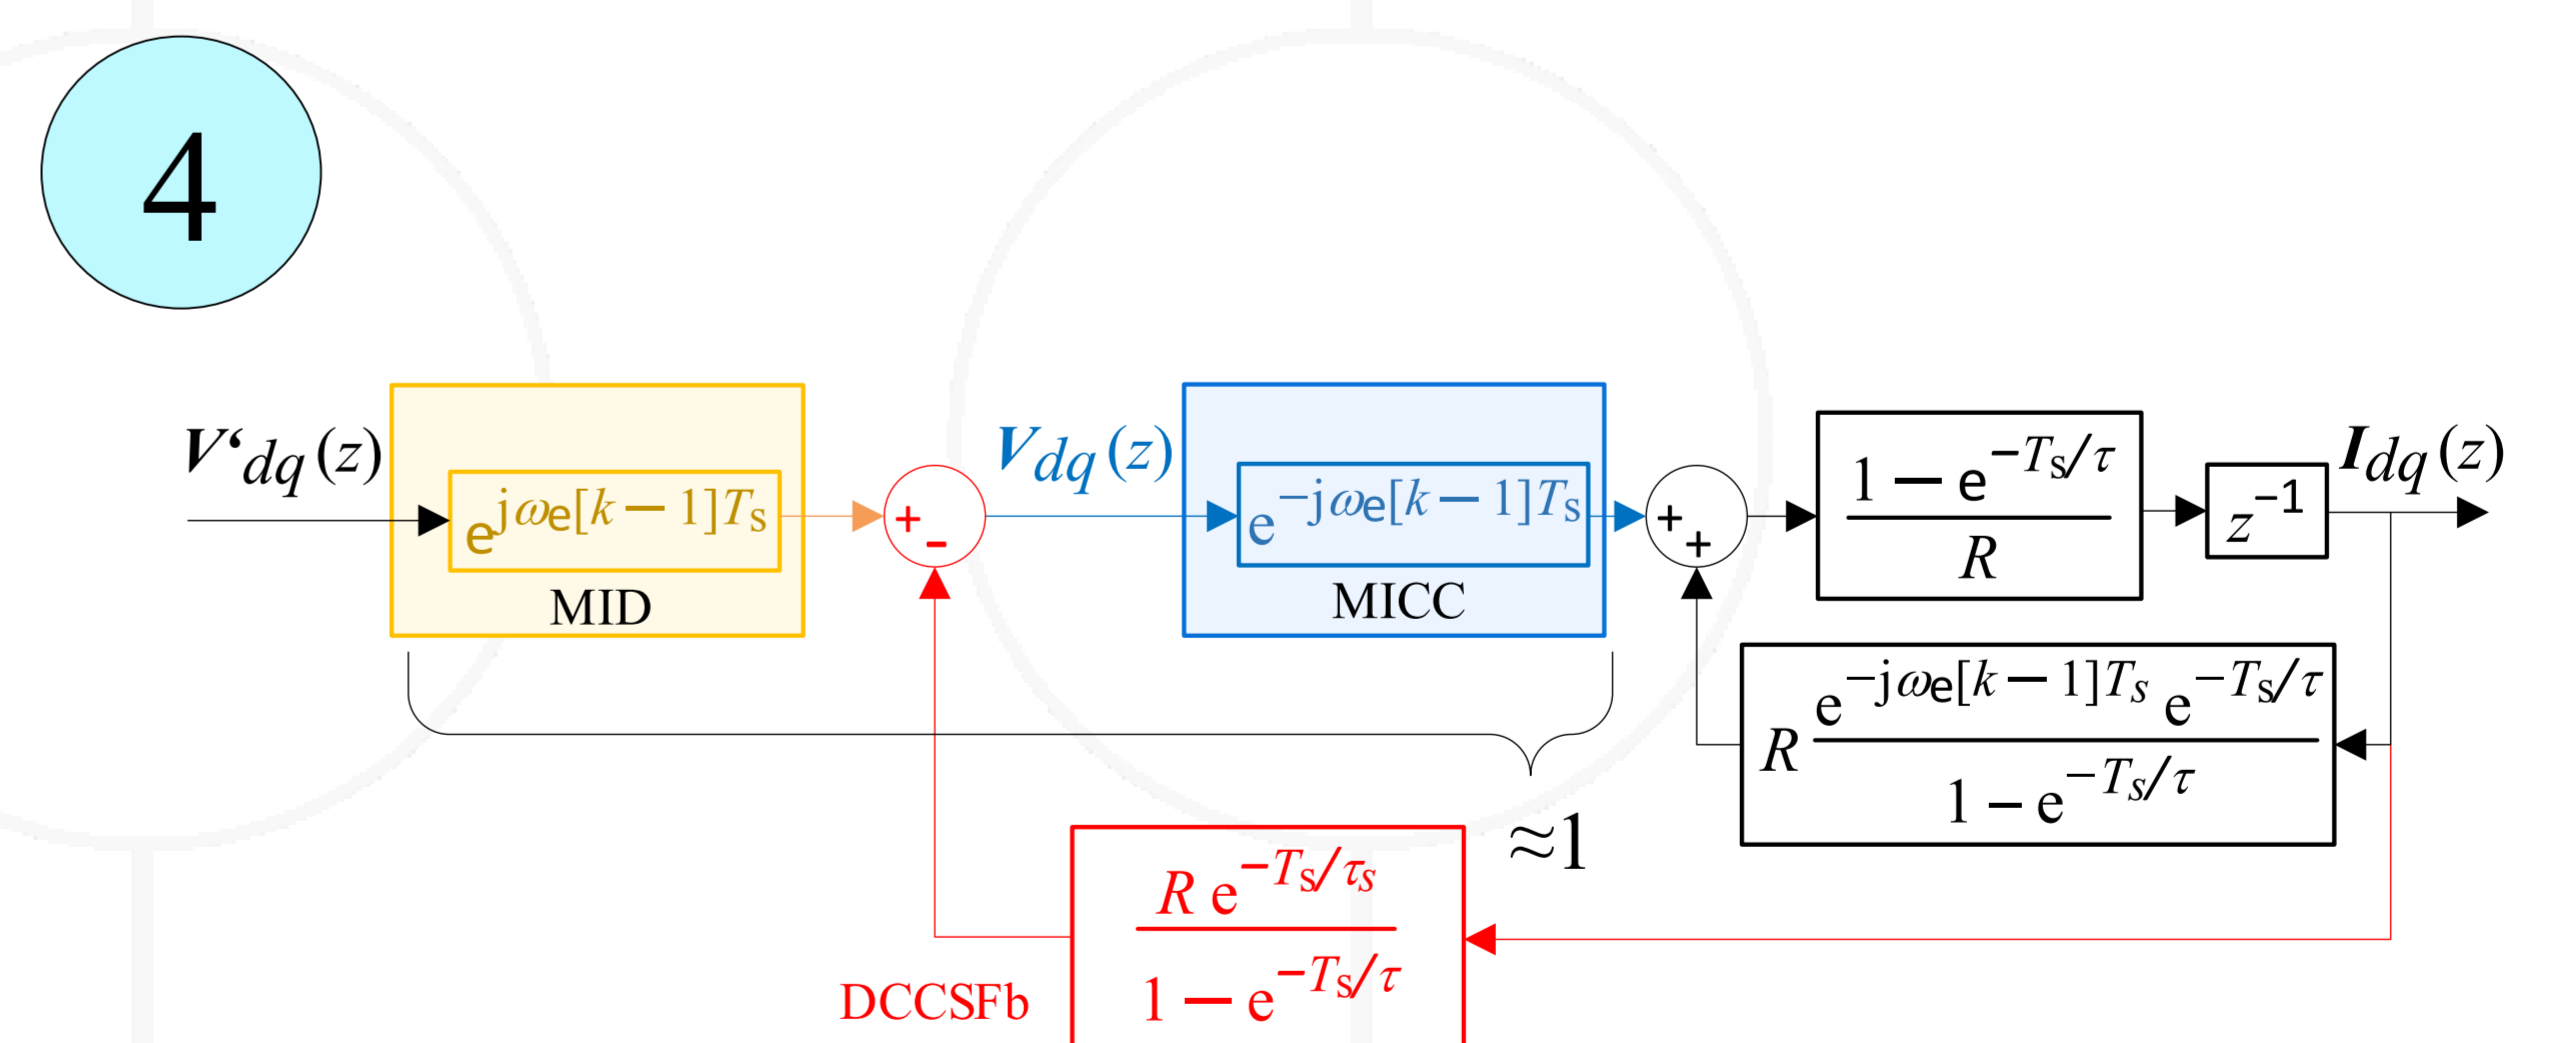 4
V‘dq (z)
e^jωe[k − 1]Ts
MID
+
-
Vdq (z)
e^−jωe[k − 1]Ts
MICC
+
+
1 − e^−Ts/τ
R
z^−1
Idq (z)
R e^−jωe[k − 1]Ts e^−Ts/τ
1 − e^−Ts/τ
≈1
R e^−Ts/τs
1 − e^−Ts/τ
DCCSFb